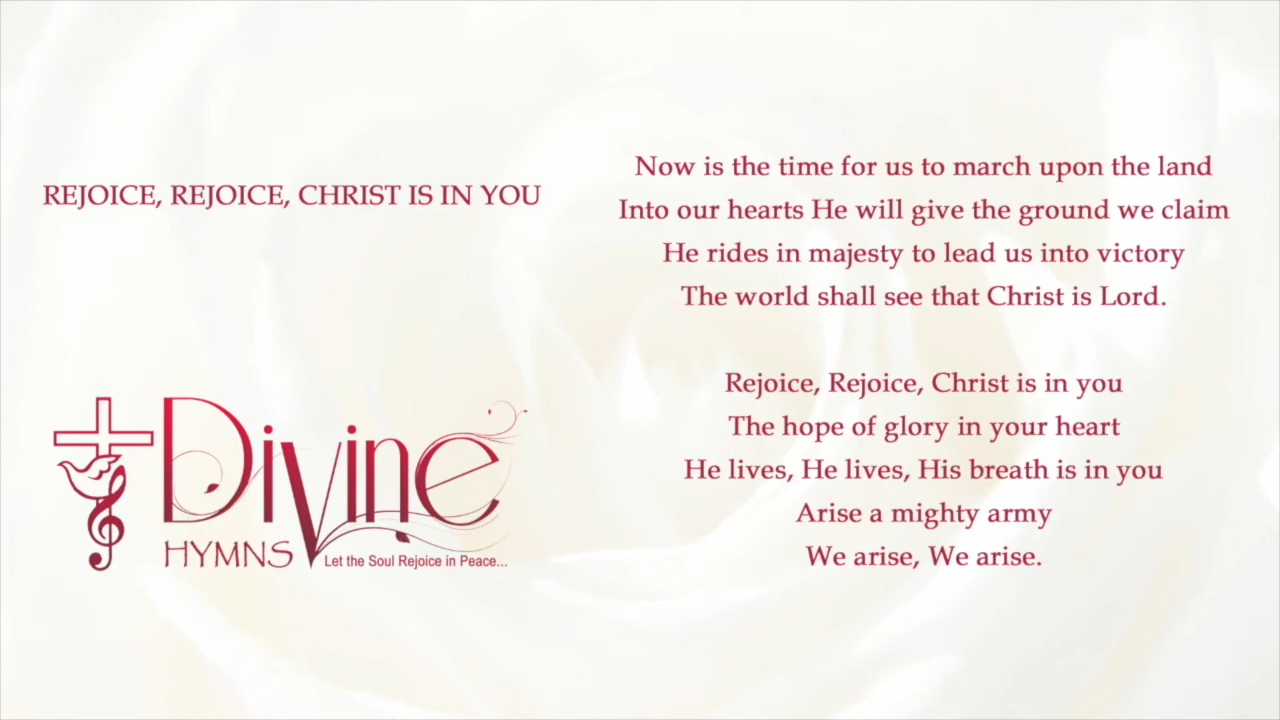 REJOICE, REJOICE, CHRIST IS IN YOU
Divine
HYMNS
Let the Soul Rejoice in Peace...
Now is the time for us to march upon the land
Into our hearts He will give the ground we claim
He rides in majesty to lead us into victory
The world shall see that Christ is Lord.
Rejoice, Rejoice, Christ is in you
The hope of glory in your heart
He lives, He lives, His breath is in you
Arise a mighty army
We arise, We arise.